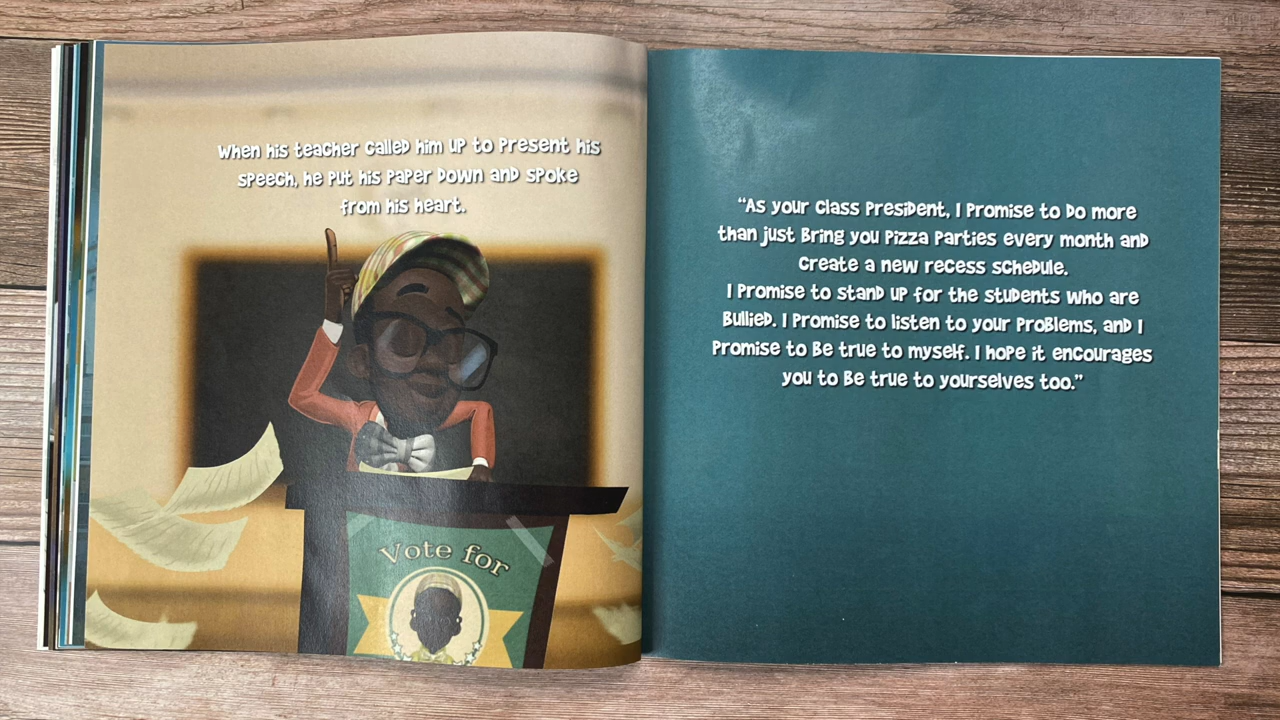 When his teacher called him up to present his
speech, he put his paper down and spoke
from his heart.
Vote for
“As your class president, I promise to do more
than just bring you pizza parties every month and
create a new recess schedule.
I promise to stand up for the students who are
bullied. I promise to listen to your problems, and I
promise to be true to myself. I hope it encourages
you to be true to yourselves too.”